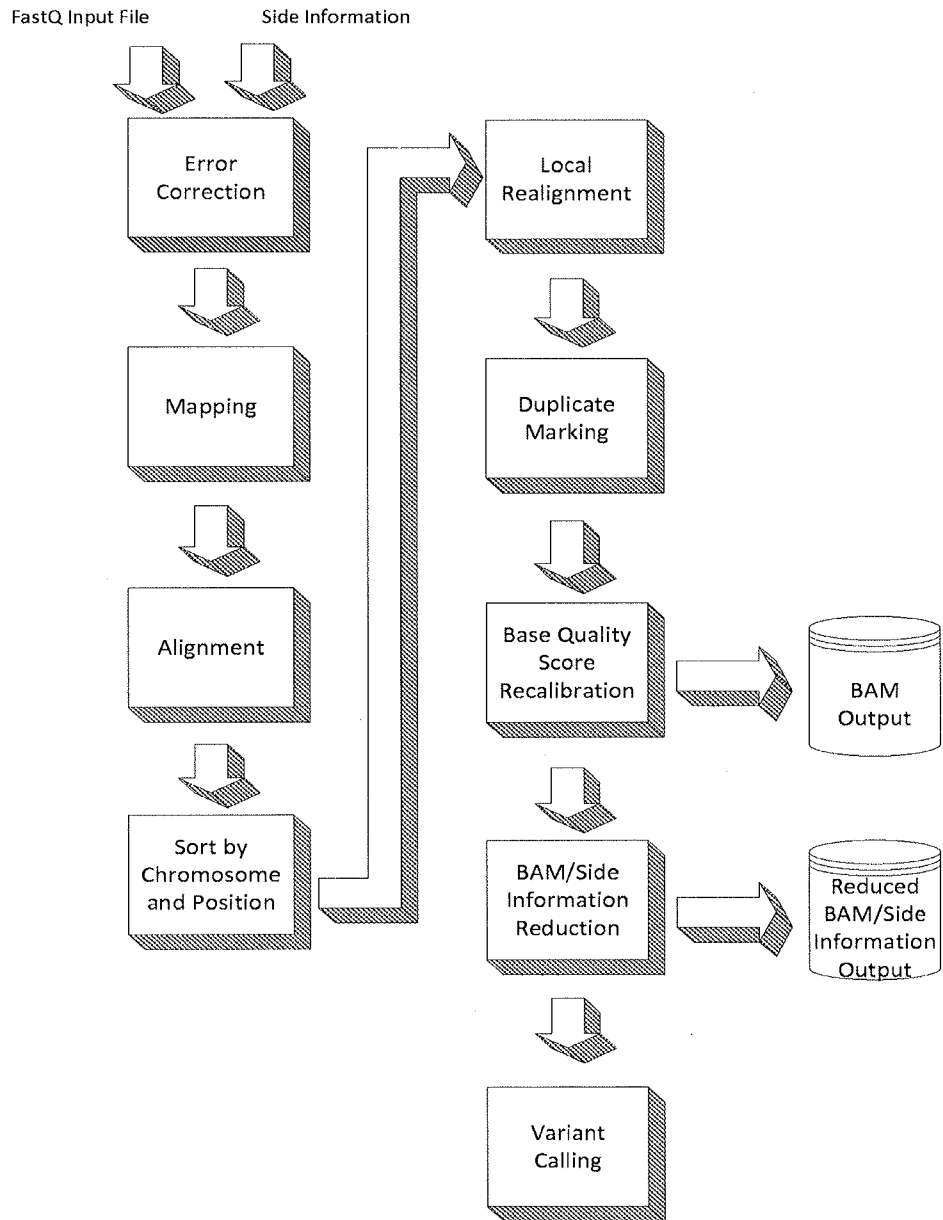 FastQ Input File
Side Information
Error
Correction
Mapping
Alignment
Sort by
Chromosome
and Position
Local
Realignment
Duplicate
Marking
Base Quality
Score
Recalibration
BAM
Output
BAM/Side
Information
Reduction
Reduced
BAM/Side
Information
Output
Variant
Calling